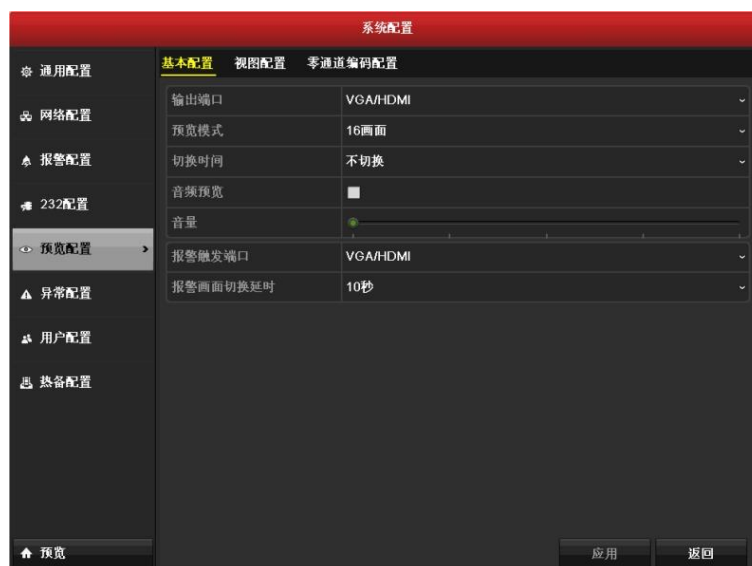 系统配置
通用配置
网络配置
报警配置
232配置
预览配置
异常配置
用户配置
热备配置
预览
基本配置 视图配置 零通道编码配置
输出端口 VGA/HDMI
预览模式 16画面
切换时间 不切换
音频预览
音量
报警触发端口 VGA/HDMI
报警画面切换延时 10秒
应用 返回